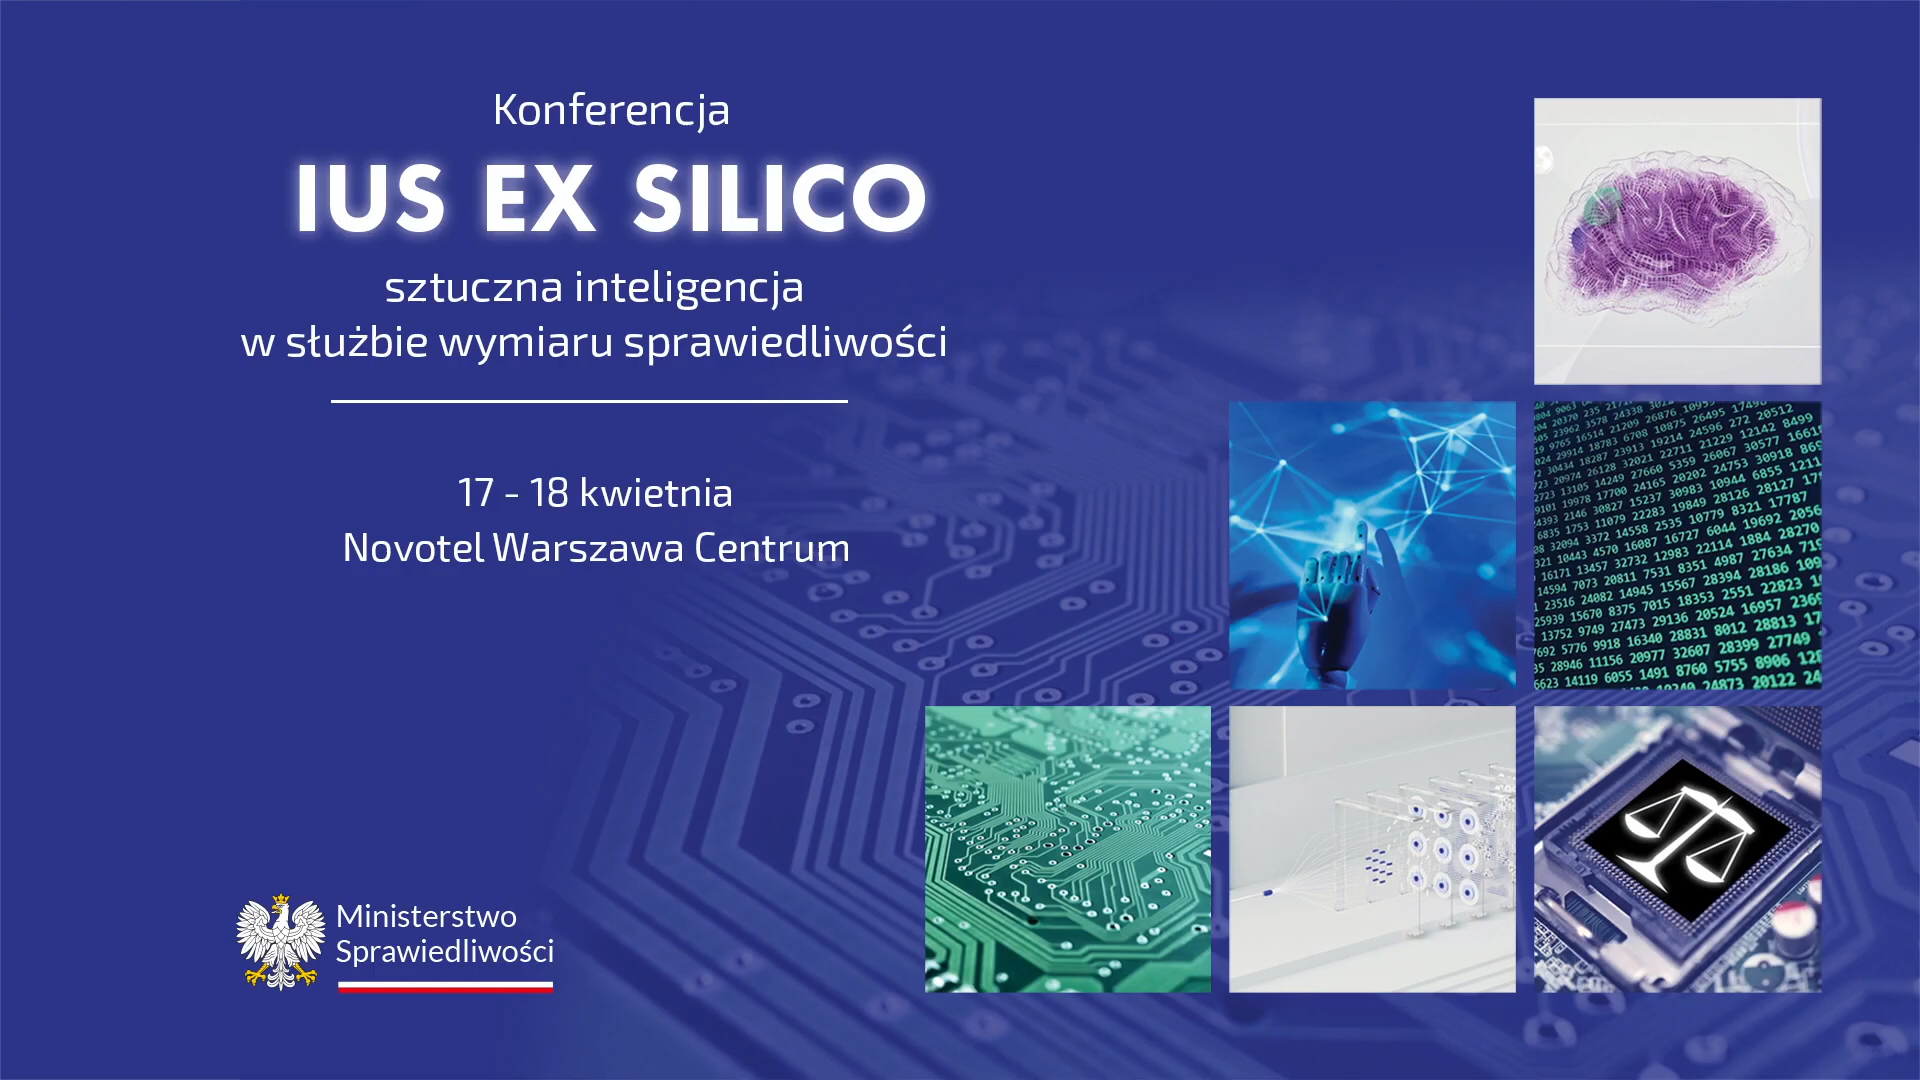 Konferencja
IUS EX SILICO
sztuczna inteligencja
w służbie wymiaru sprawiedliwości
17 - 18 kwietnia
Novotel Warszawa Centrum
Ministerstwo
Sprawiedliwości